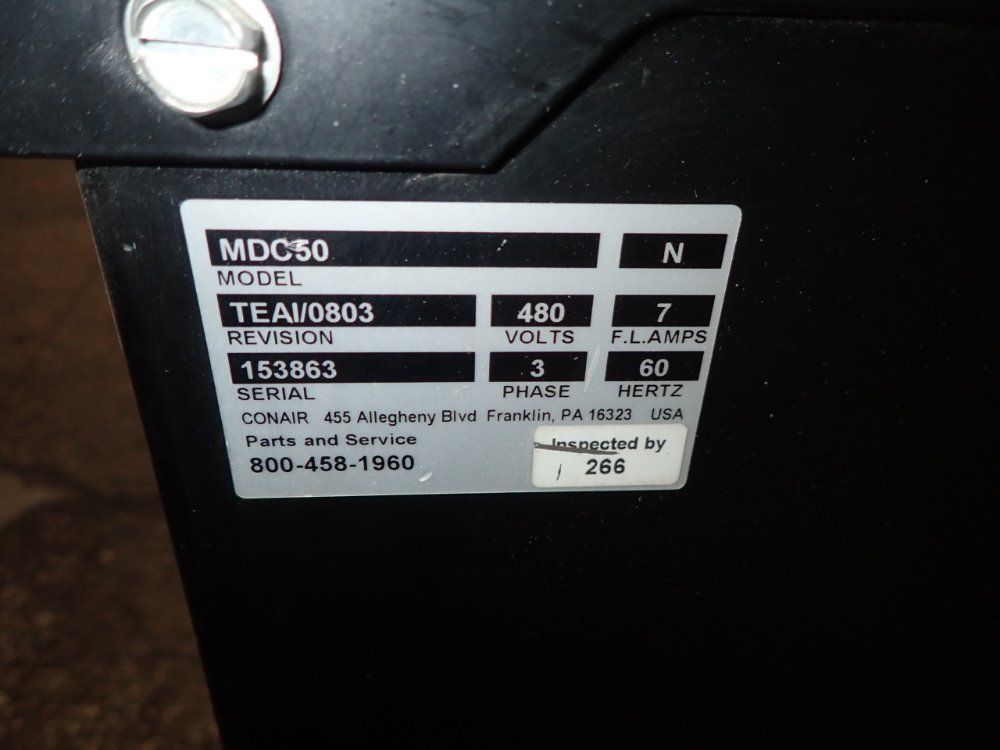 MDC50 N
MODEL
TEAI/0803 480 7
REVISION VOLTS F.L.AMPS
153863 3 60
SERIAL PHASE HERTZ
CONAIR 455 Allegheny Blvd Franklin, PA 16323 USA
Parts and Service
800-458-1960
Inspected by
266